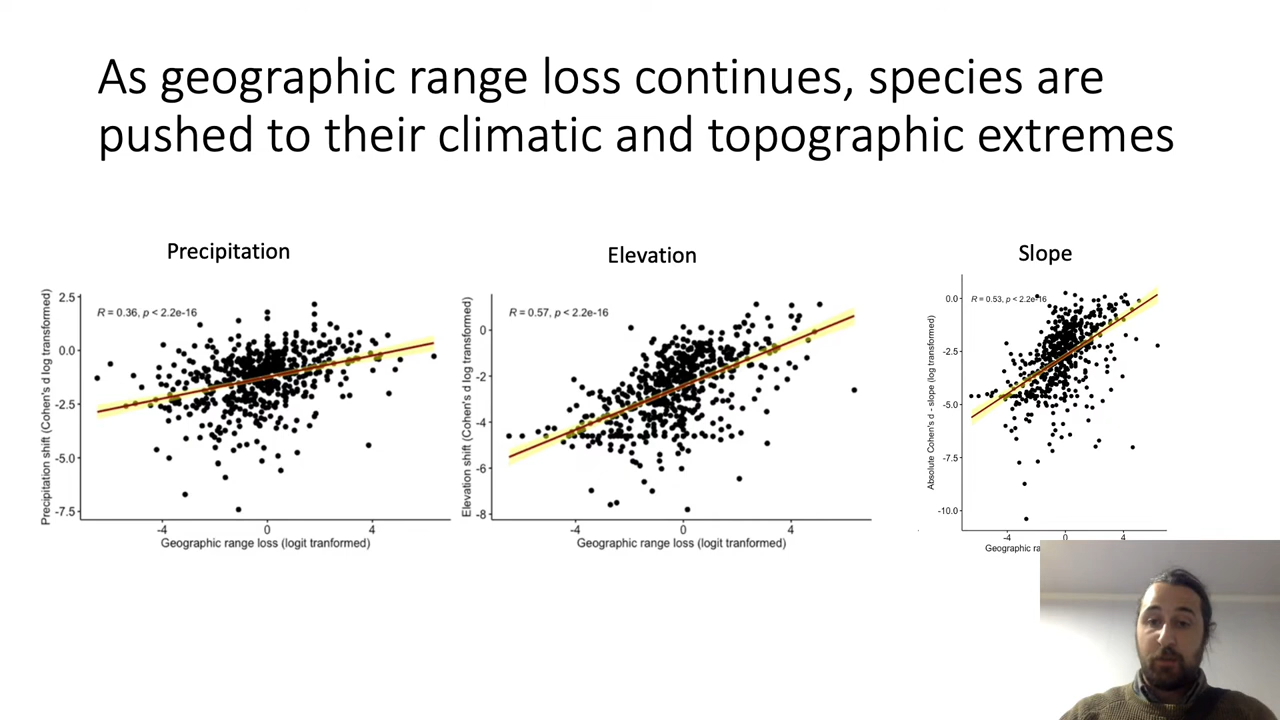 As geographic range loss continues, species are
pushed to their climatic and topographic extremes
Precipitation
Precipitation shift (Cohen's d log transformed)
2.5
0.0
-2.5
-5.0
-7.5
R = 0.36, p < 2.2e-16
-4
0
4
Geographic range loss (logit tranformed)
Elevation
Elevation shift (Cohen's d log transformed)
0
-2
-4
-6
-8
R = 0.57, p < 2.2e-16
-4
0
4
Geographic range loss (logit tranformed)
Slope
Absolute Cohen's d - slope (log transformed)
0.0
-2.5
-5.0
-7.5
-10.0
R = 0.53, p < 2.2e-16
-4
0
4
Geographic